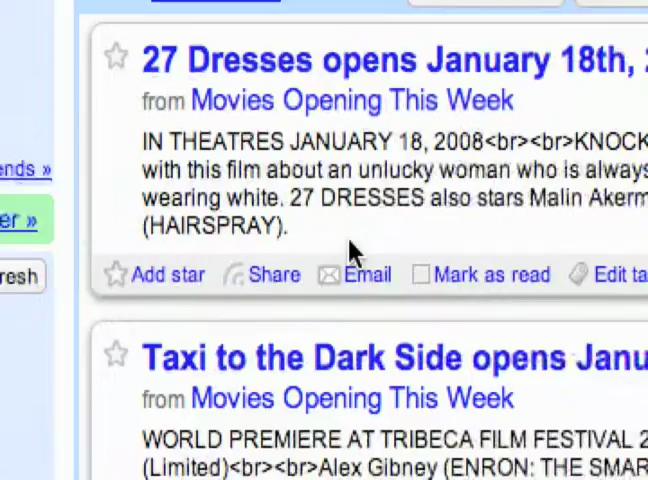 27 Dresses opens January 18th,
from Movies Opening This Week
IN THEATRES JANUARY 18, 2008<br><br>KNOCK
with this film about an unlucky woman who is always
wearing white. 27 DRESSES also stars Malin Akerm
(HAIRSPRAY).
ends »
er »
resh
Add star Share Email Mark as read Edit ta
Taxi to the Dark Side opens Janu
from Movies Opening This Week
WORLD PREMIERE AT TRIBECA FILM FESTIVAL 2
(Limited)<br><br>Alex Gibney (ENRON: THE SMAR